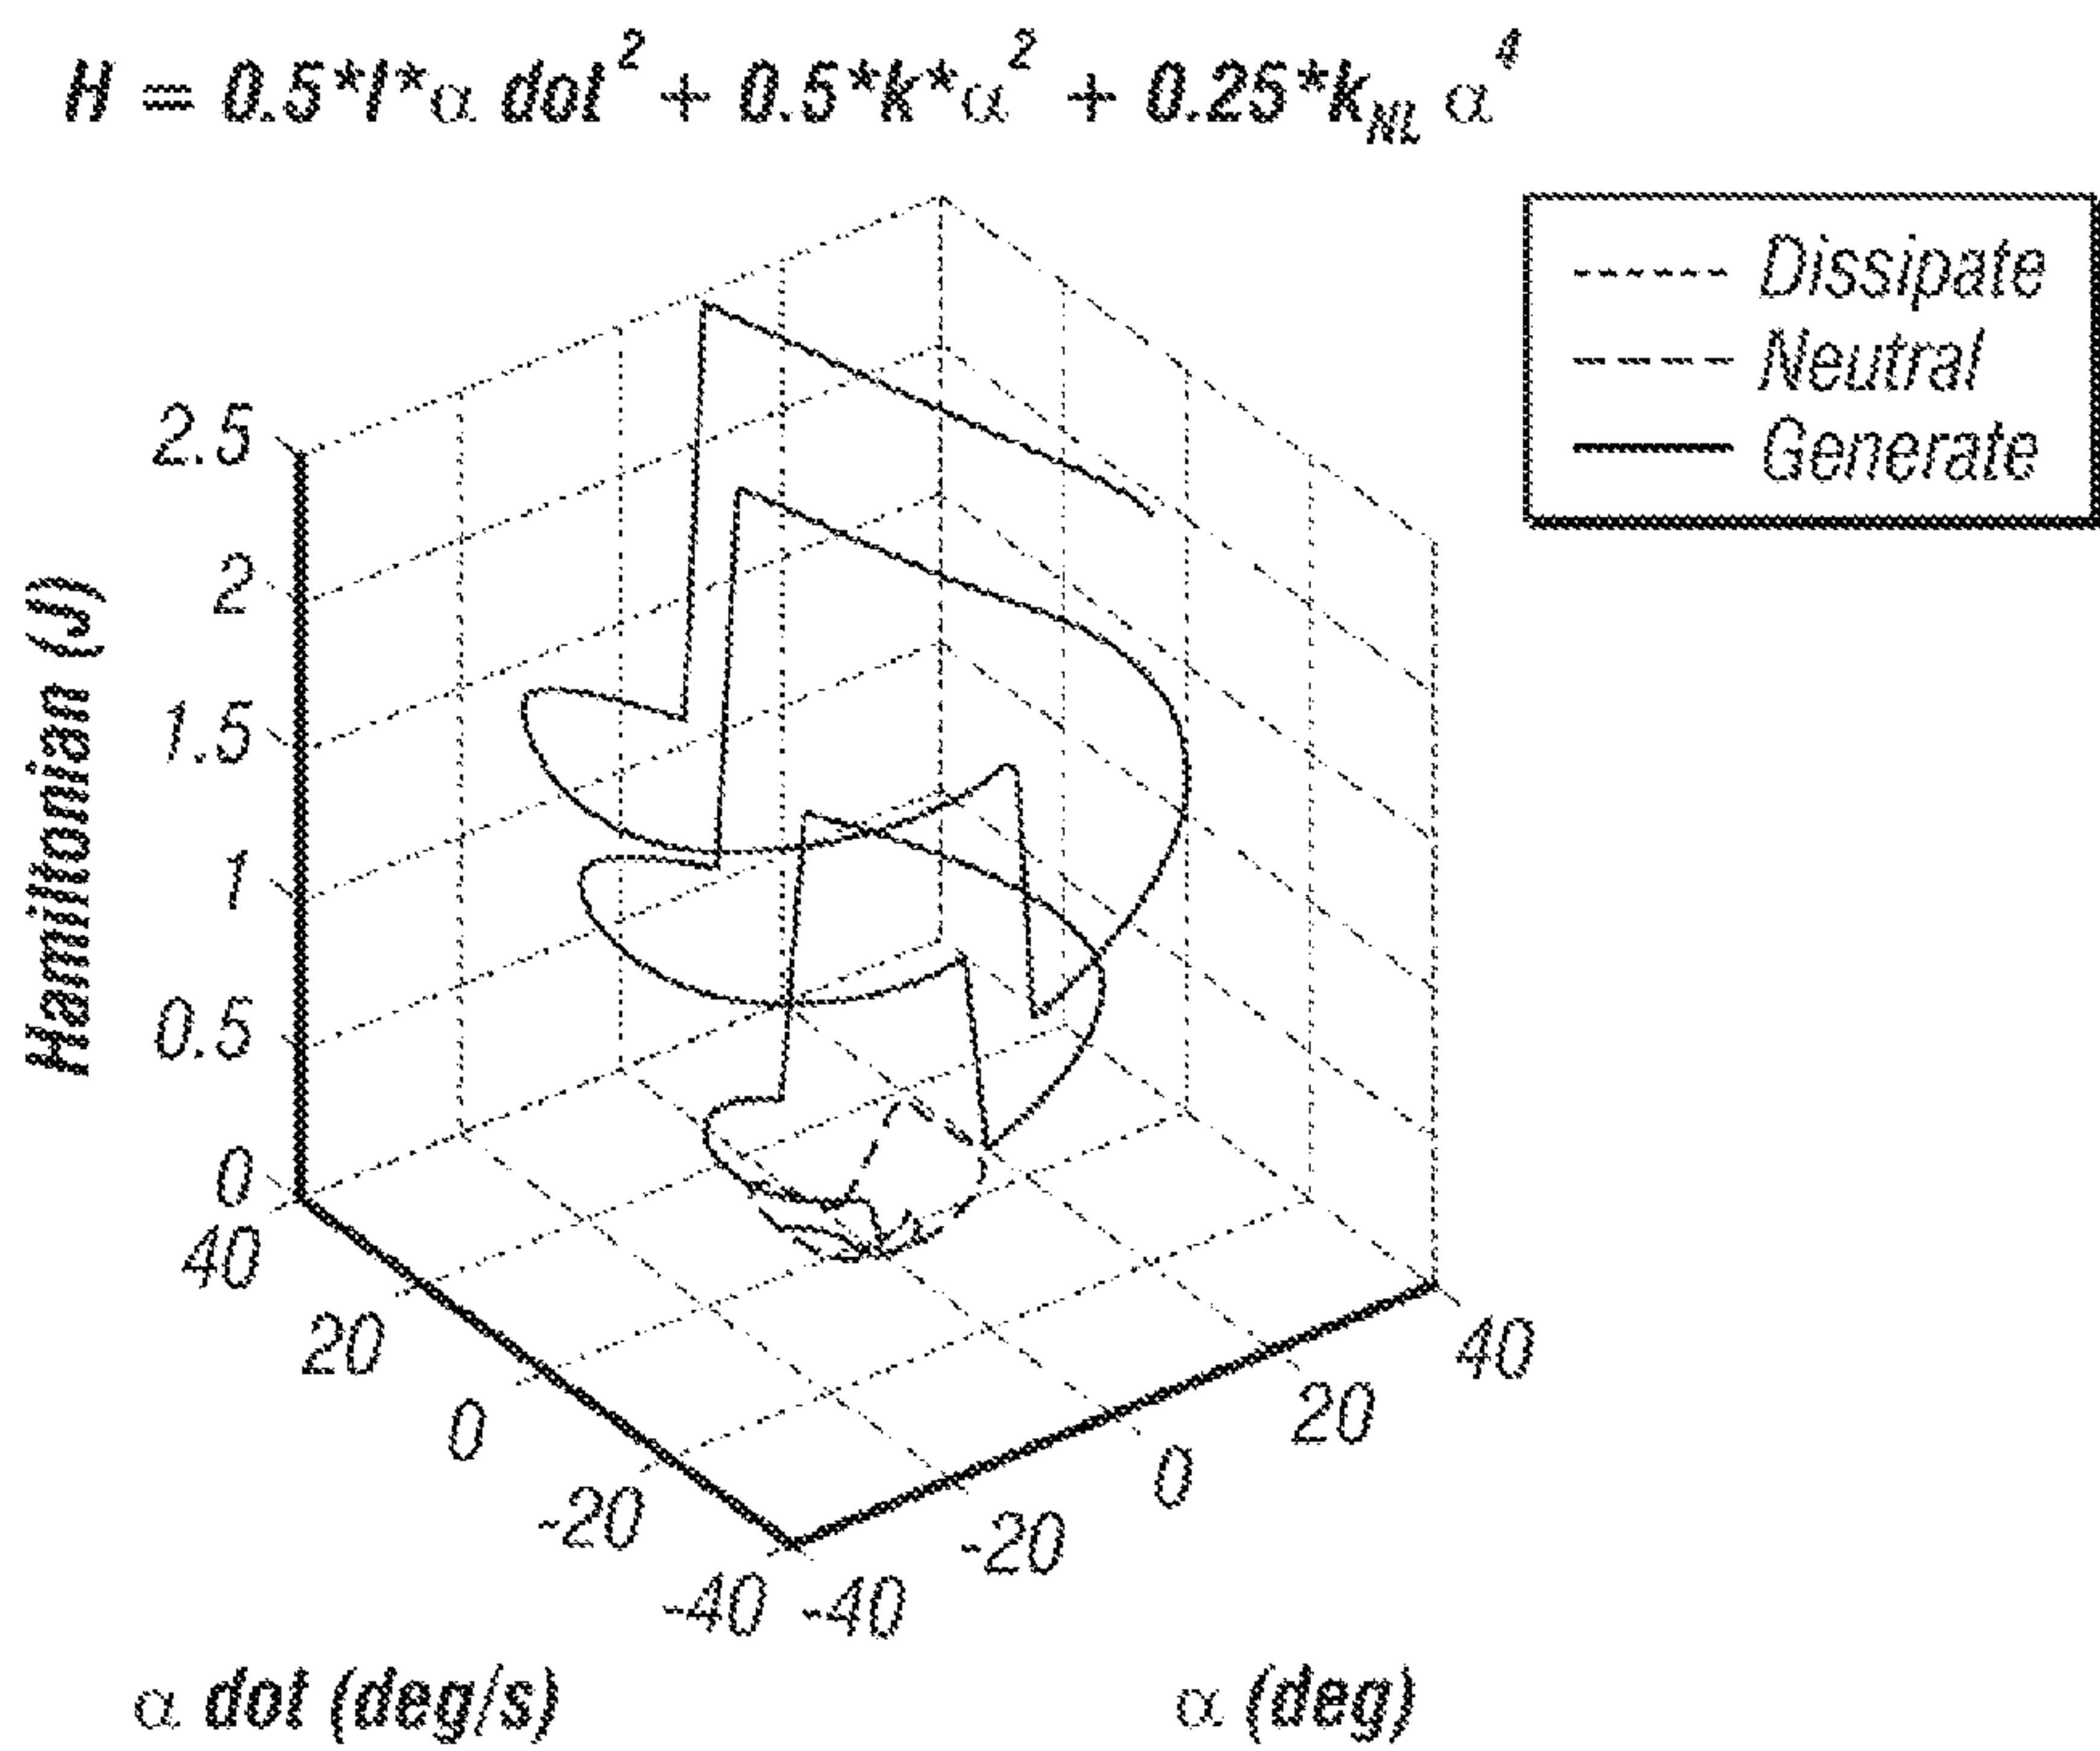 H = 0.5*I*α dot² + 0.5*k*α² + 0.25*k_NL α⁴
Dissipate
Neutral
Generate
Hamiltonian (J)
2.5
2
1.5
1
0.5
0
40
20
0
-20
-40
-40
-20
0
20
40
α dot (deg/s)
α (deg)